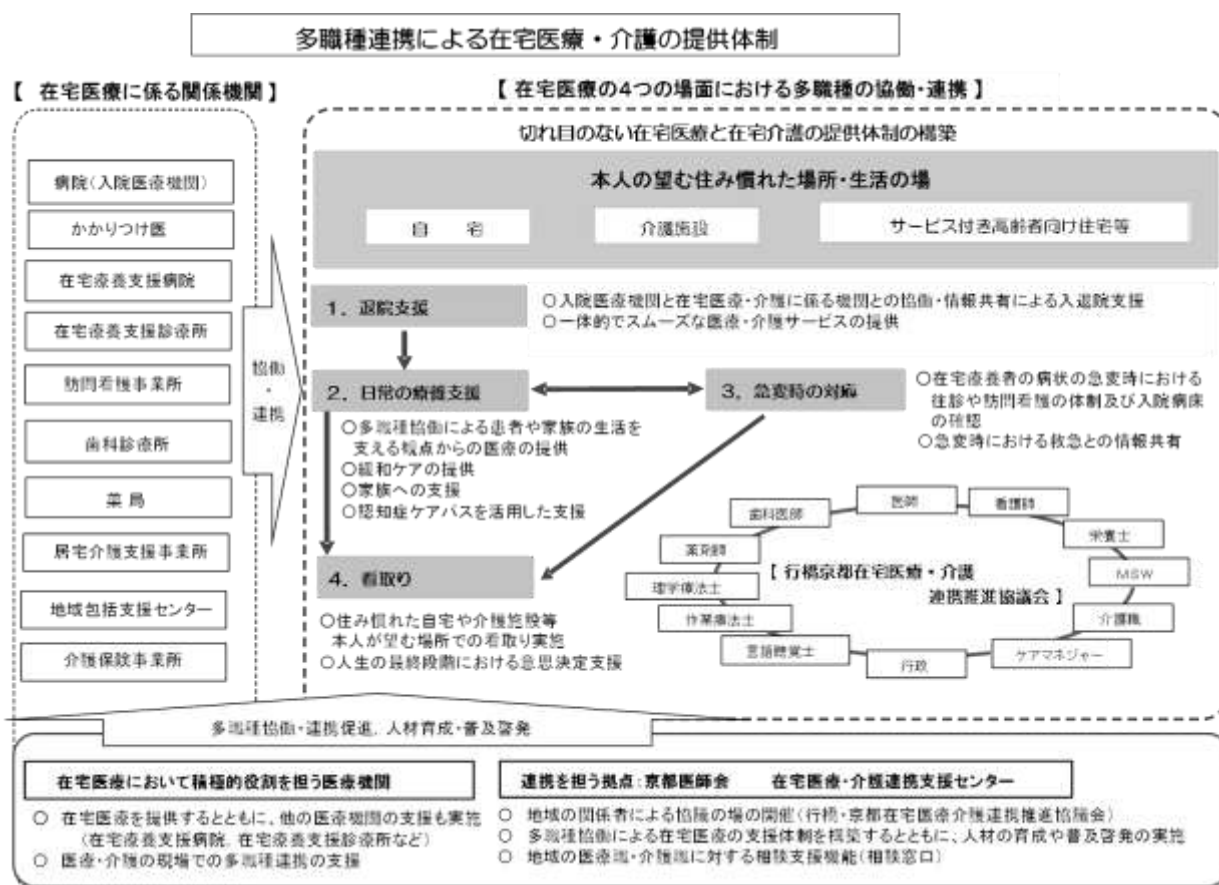 多職種連携による在宅医療・介護の提供体制
【 在宅医療に係る関係機関 】
病院(入院医療機関)
かかりつけ医
在宅療養支援病院
在宅療養支援診療所
訪問看護事業所
歯科診療所
薬局
居宅介護支援事業所
地域包括支援センター
介護保険事業所
協働・連携
【 在宅医療の4つの場面における多職種の協働・連携 】
切れ目のない在宅医療と在宅介護の提供体制の構築
本人の望む住み慣れた場所・生活の場
自 宅
介護施設
サービス付き高齢者向け住宅等
1．退院支援
○入院医療機関と在宅医療・介護に係る機関との協働・情報共有による入退院支援
○一体的でスムーズな医療・介護サービスの提供
2．日常の療養支援
○多職種協働による患者や家族の生活を
支える観点からの医療の提供
○緩和ケアの提供
○家族への支援
○認知症ケアパスを活用した支援
3．急変時の対応
○在宅療養者の病状の急変時における
往診や訪問看護の体制及び入院病床
の確認
○急変時における救急との情報共有
4．看取り
○住み慣れた自宅や介護施設等
本人が望む場所での看取り実施
○人生の最終段階における意思決定支援
医師
看護師
栄養士
MSW
介護職
ケアマネジャー
行政
言語聴覚士
作業療法士
理学療法士
薬剤師
歯科医師
【 行橋京都在宅医療・介護
連携推進協議会 】
多職種協働・連携促進，人材育成・普及啓発
在宅医療において積極的役割を担う医療機関
○ 在宅医療を提供するとともに、他の医療機関の支援も実施
(在宅療養支援病院，在宅療養支援診療所など)
○ 医療・介護の現場での多職種連携の支援
連携を担う拠点：京都医師会 在宅医療・介護連携支援センター
○ 地域の関係者による協議の場の開催(行橋・京都在宅医療介護連携推進協議会)
○ 多職種協働による在宅医療の支援体制を構築するとともに、人材の育成や普及啓発の実施
○ 地域の医療職・介護職に対する相談支援機能(相談窓口)